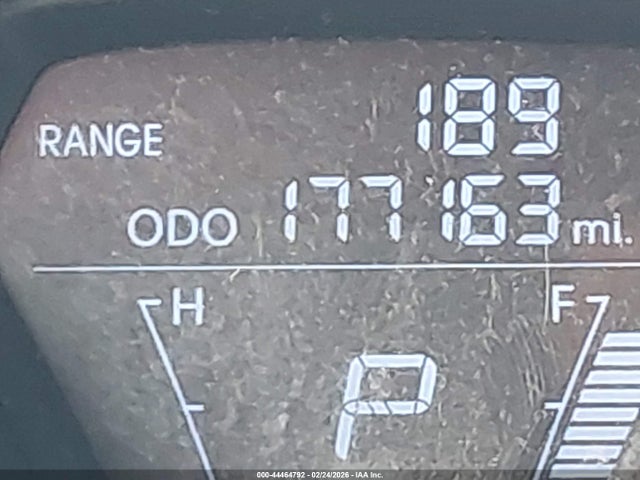 RANGE 189
ODO 177163 mi.
H F
P
000-44464792 - 02/24/2026 - IAA Inc.